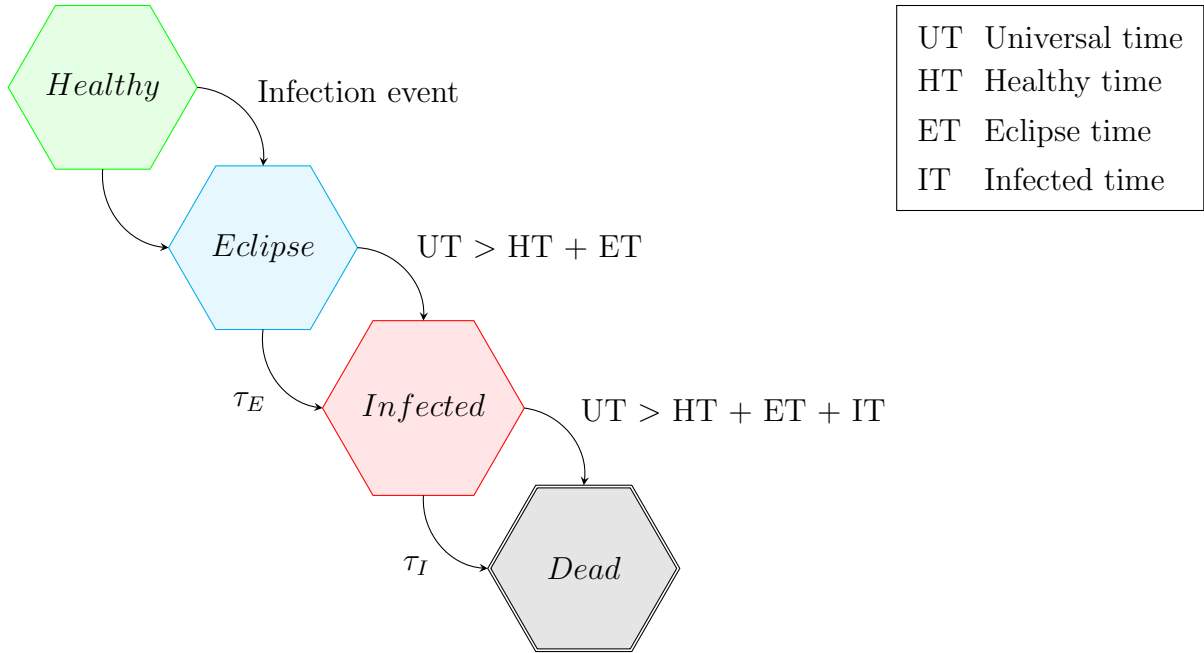 Healthy
Infection event
Eclipse
UT > HT + ET
τ_E
Infected
UT > HT + ET + IT
τ_I
Dead
UT Universal time
HT Healthy time
ET Eclipse time
IT Infected time